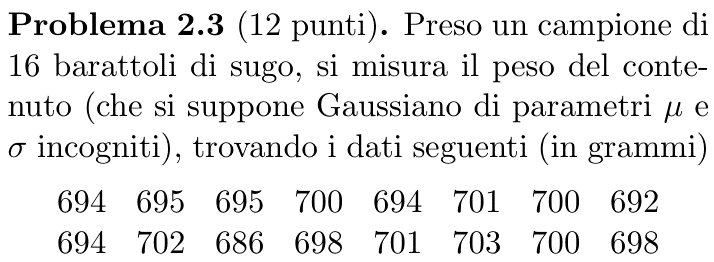 Problema 2.3 (12 punti). Preso un campione di
16 barattoli di sugo, si misura il peso del conte-
nuto (che si suppone Gaussiano di parametri μ e
σ incogniti), trovando i dati seguenti (in grammi)
694 695 695 700 694 701 700 692
694 702 686 698 701 703 700 698